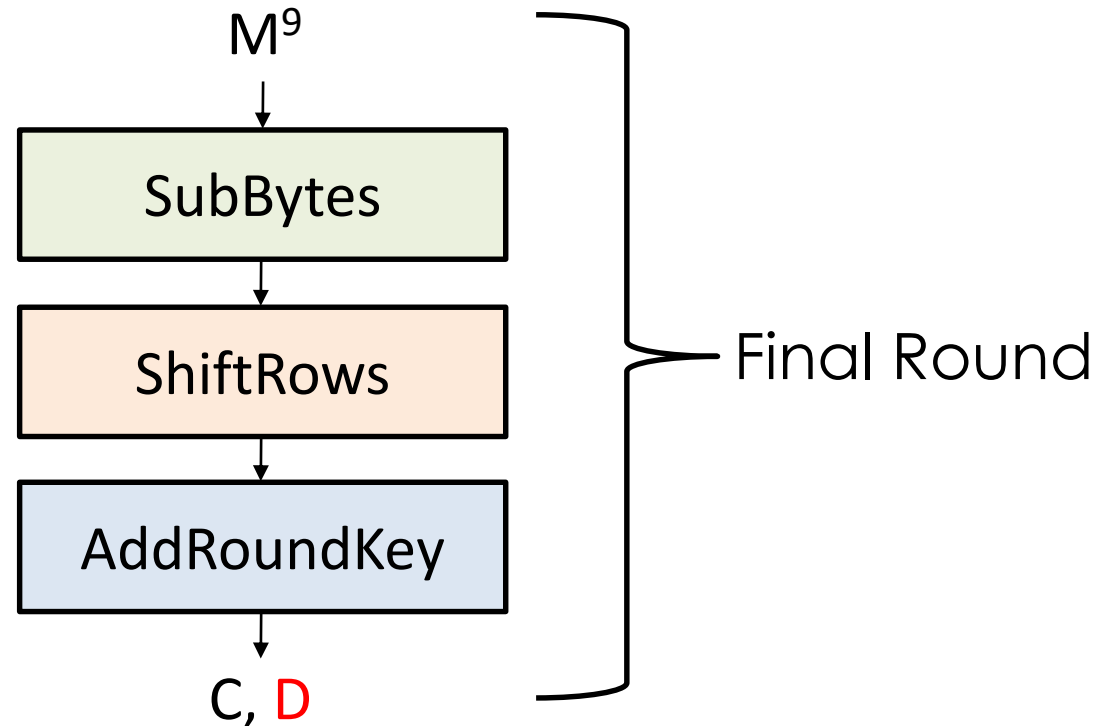 M⁹
SubBytes
ShiftRows
Final Round
AddRoundKey
C, D